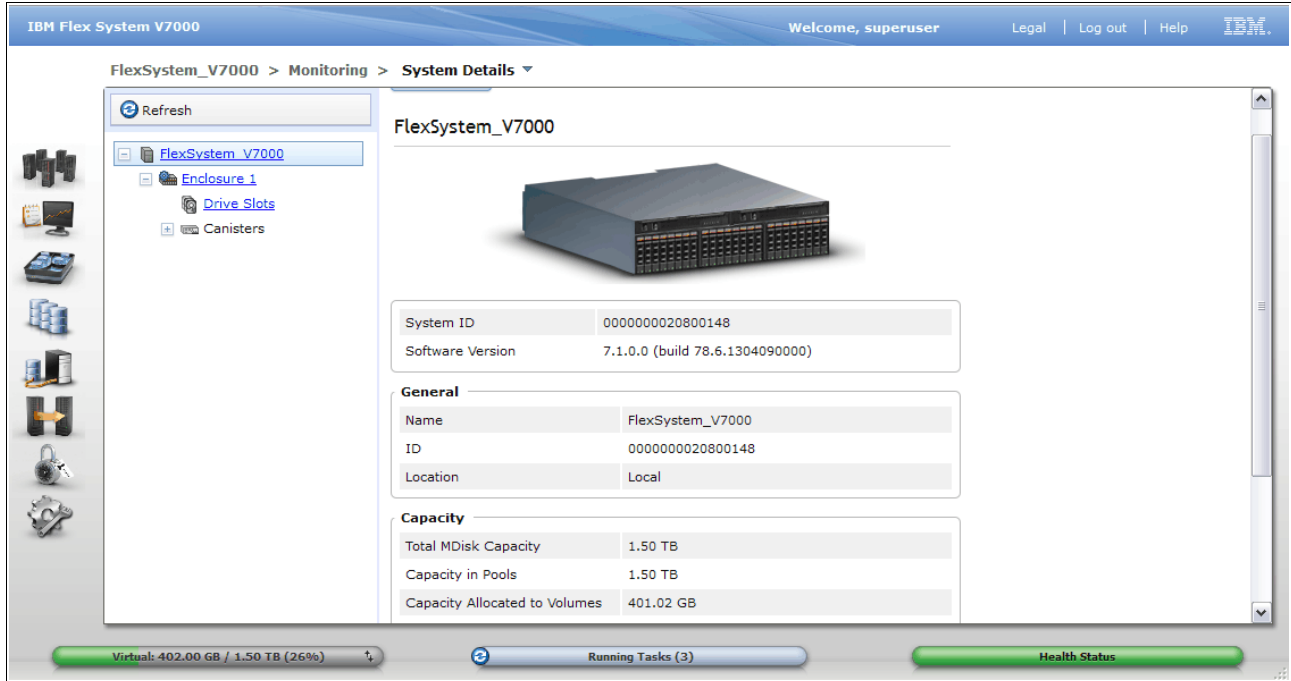 IBM Flex System V7000
Welcome, superuser
Legal | Log out | Help
IBM.
FlexSystem_V7000 > Monitoring > System Details
Refresh
FlexSystem_V7000
Enclosure 1
Drive Slots
Canisters
FlexSystem_V7000
System ID 0000000020800148
Software Version 7.1.0.0 (build 78.6.1304090000)
General
Name FlexSystem_V7000
ID 0000000020800148
Location Local
Capacity
Total MDisk Capacity 1.50 TB
Capacity in Pools 1.50 TB
Capacity Allocated to Volumes 401.02 GB
Virtual: 402.00 GB / 1.50 TB (26%)
Running Tasks (3)
Health Status